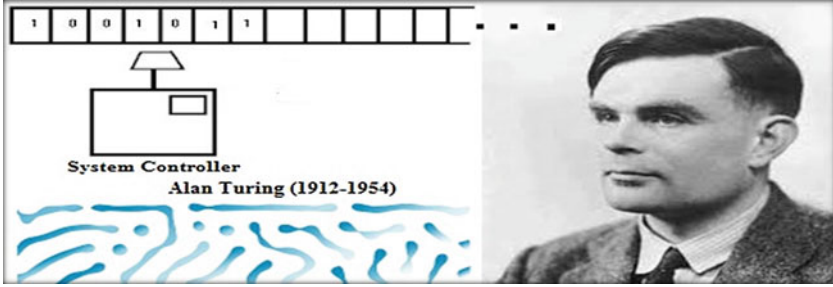 1 0 0 1 0 1 1
System Controller
Alan Turing (1912-1954)